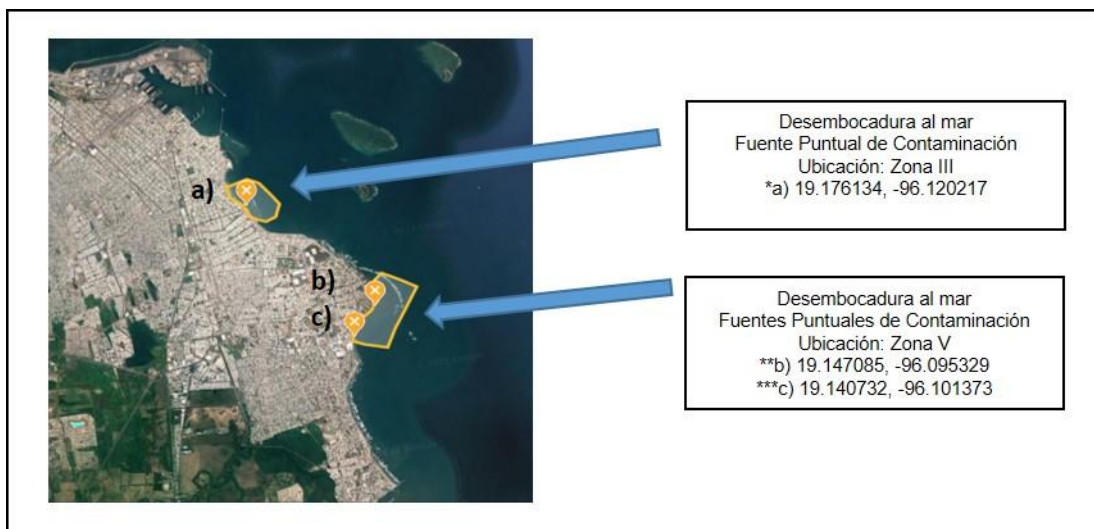 a)
b)
c)
Desembocadura al mar
Fuente Puntual de Contaminación
Ubicación: Zona III
*a) 19.176134, -96.120217
Desembocadura al mar
Fuentes Puntuales de Contaminación
Ubicación: Zona V
**b) 19.147085, -96.095329
***c) 19.140732, -96.101373